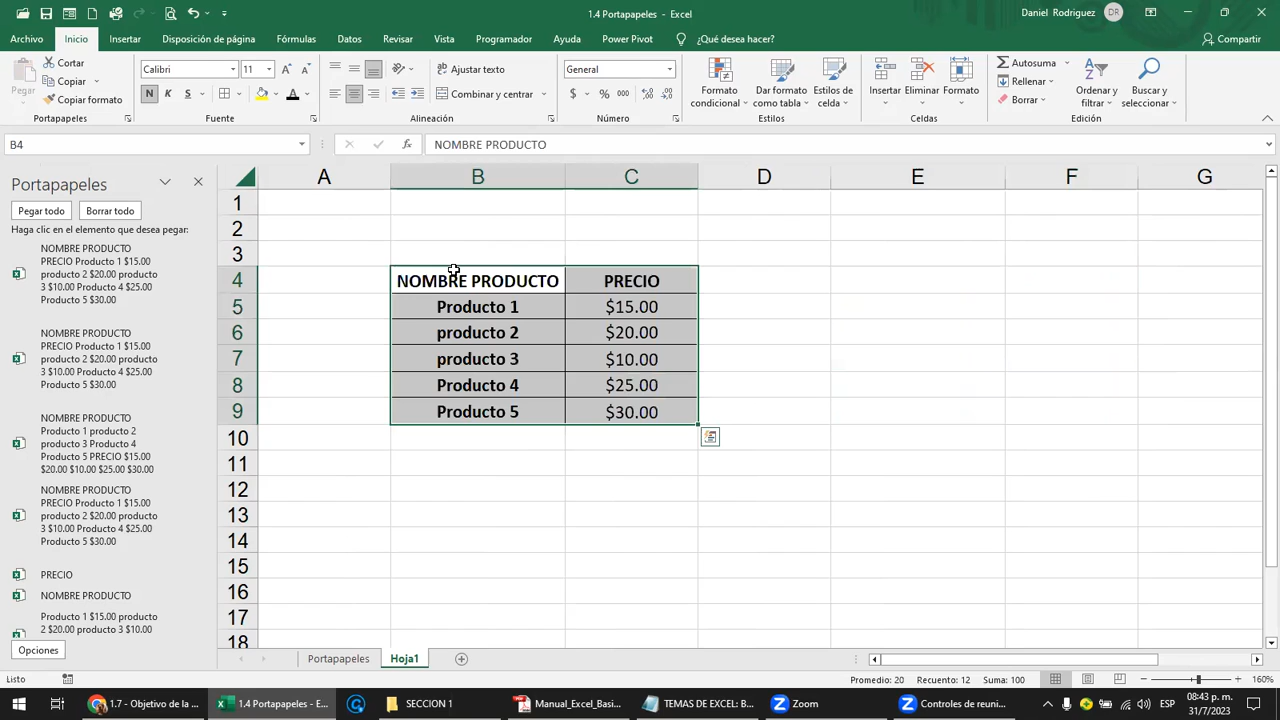 1.4 Portapapeles - Excel
Daniel Rodriguez DR
Archivo Inicio Insertar Disposición de página Fórmulas Datos Revisar Vista Programador Ayuda Power Pivot ¿Qué desea hacer? Compartir
Pegar
Cortar
Copiar
Copiar formato
Portapapeles
Calibri 11
N K S
Fuente
Ajustar texto
Combinar y centrar
Alineación
General
$ % 000
Número
Formato condicional
Dar formato como tabla
Estilos de celda
Estilos
Insertar Eliminar Formato
Celdas
Autosuma
Rellenar
Borrar
Ordenar y filtrar
Buscar y seleccionar
Edición
B4
fx NOMBRE PRODUCTO
Portapapeles
Pegar todo Borrar todo
Haga clic en el elemento que desea pegar:
NOMBRE PRODUCTO
PRECIO Producto 1 $15.00
producto 2 $20.00 producto
3 $10.00 Producto 4 $25.00
Producto 5 $30.00
NOMBRE PRODUCTO
PRECIO Producto 1 $15.00
producto 2 $20.00 producto
3 $10.00 Producto 4 $25.00
Producto 5 $30.00
NOMBRE PRODUCTO
Producto 1 producto 2
producto 3 Producto 4
Producto 5 PRECIO $15.00
$20.00 $10.00 $25.00 $30.00
NOMBRE PRODUCTO
PRECIO Producto 1 $15.00
producto 2 $20.00 producto
3 $10.00 Producto 4 $25.00
Producto 5 $30.00
PRECIO
NOMBRE PRODUCTO
Producto 1 $15.00 producto
2 $20.00 producto 3 $10.00
Opciones
A B C D E F G
1
2
3
4 NOMBRE PRODUCTO PRECIO
5 Producto 1 $15.00
6 producto 2 $20.00
7 producto 3 $10.00
8 Producto 4 $25.00
9 Producto 5 $30.00
10
11
12
13
14
15
16
17
18
Portapapeles Hoja1
Listo
Promedio: 20 Recuento: 12 Suma: 100
160%
1.7 - Objetivo de la ...
1.4 Portapapeles - E...
SECCION 1
Manual_Excel_Basi...
TEMAS DE EXCEL: B...
Zoom
Controles de reuni...
ESP
08:43 p. m.
31/7/2023